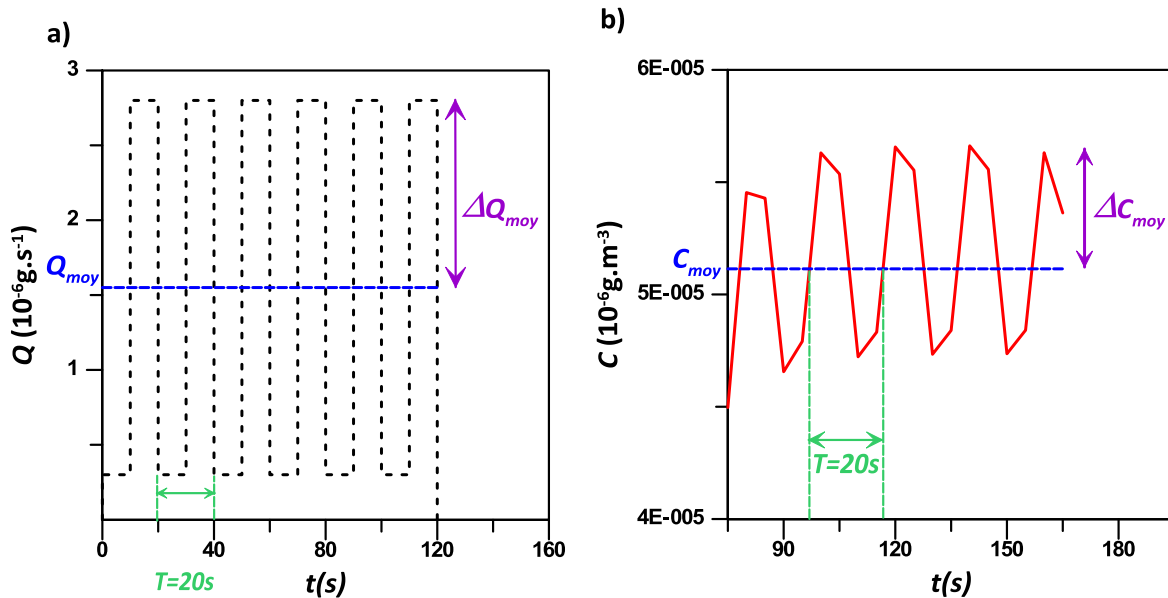 a)
3
2
1
Q (10⁻⁶g.s⁻¹)
Q_moy
ΔQ_moy
0
40
80
120
160
T=20s
t(s)
b)
6E-005
5E-005
4E-005
C (10⁻⁶g.m⁻³)
C_moy
ΔC_moy
T=20s
90
120
150
180
t(s)